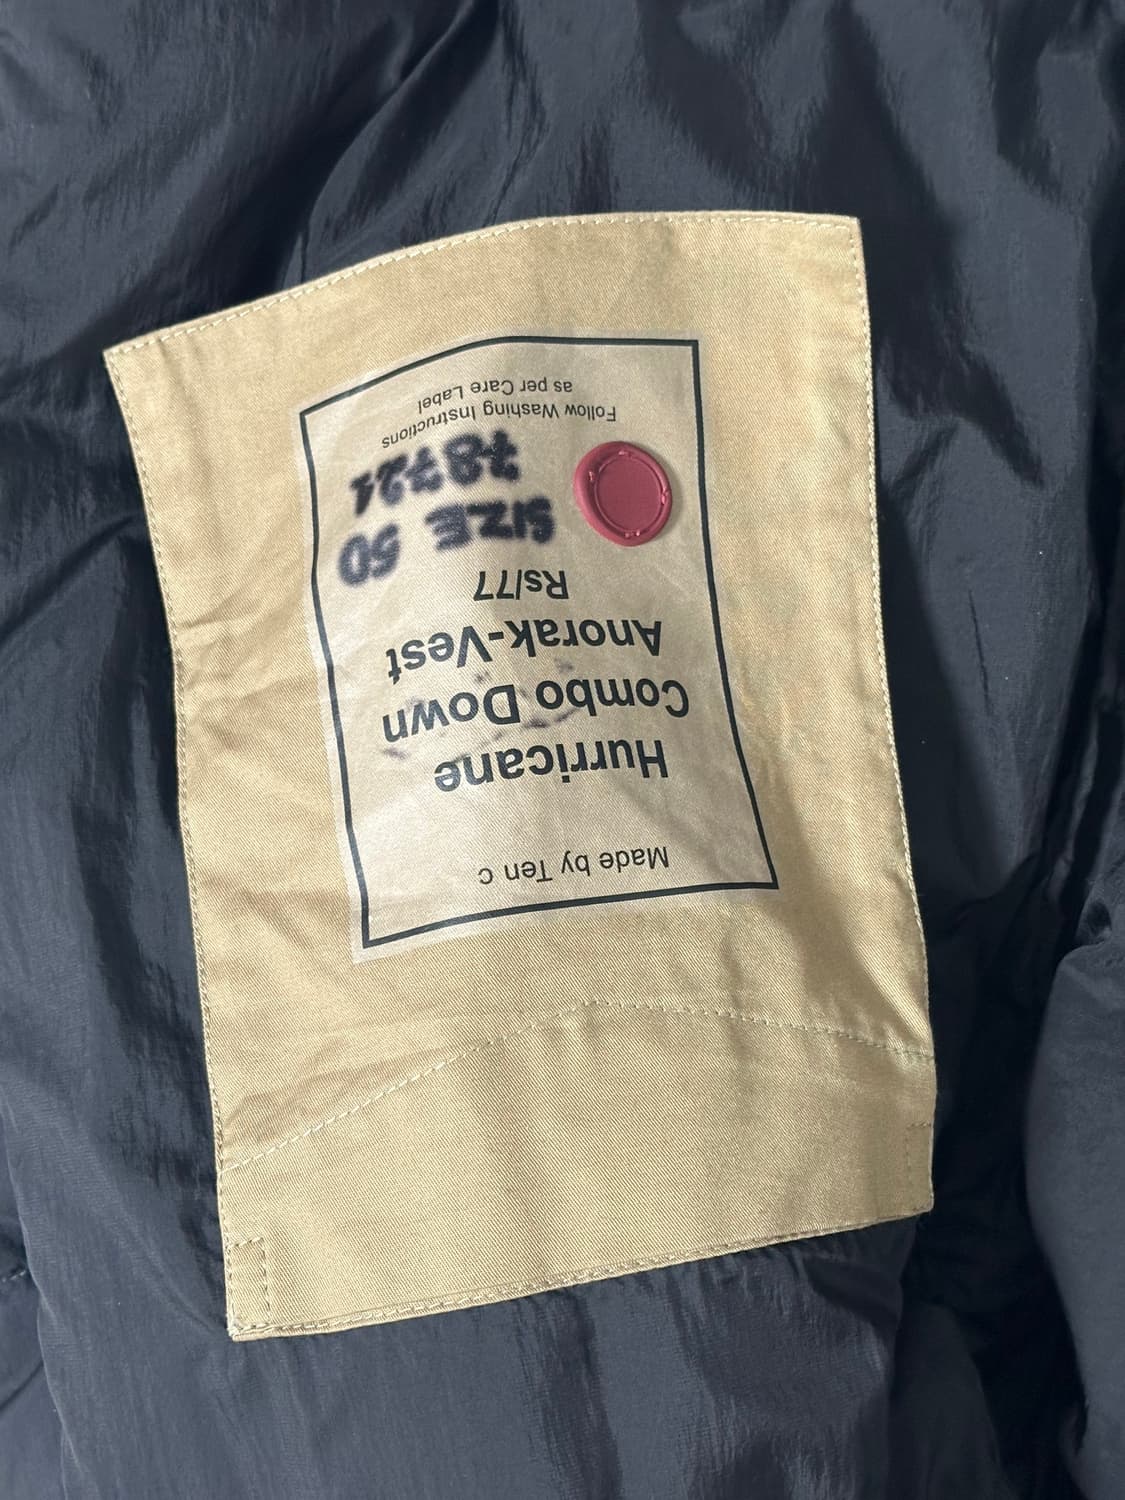 Made by Ten c
Hurricane
Combo Down
Anorak-Vest
Rs/77
SIZE 50
78721
Follow Washing Instructions
as per Care Label